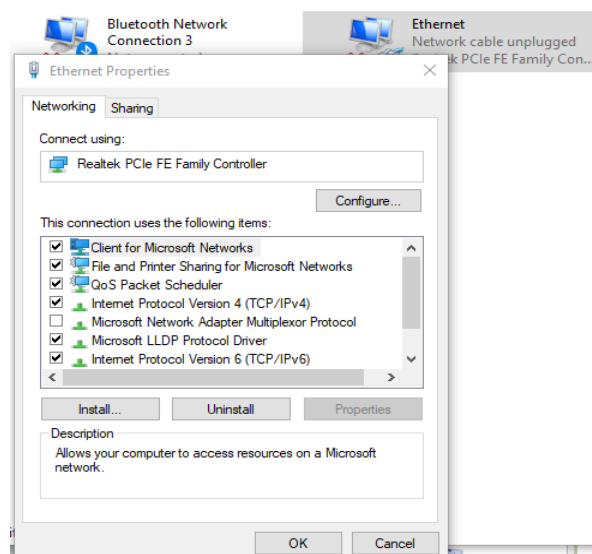 Bluetooth Network
Connection 3
Ethernet
Network cable unplugged
k PCIe FE Family Con...
Ethernet Properties
Networking
Sharing
Connect using:
Realtek PCIe FE Family Controller
Configure...
This connection uses the following items:
Client for Microsoft Networks
File and Printer Sharing for Microsoft Networks
QoS Packet Scheduler
Internet Protocol Version 4 (TCP/IPv4)
Microsoft Network Adapter Multiplexor Protocol
Microsoft LLDP Protocol Driver
Internet Protocol Version 6 (TCP/IPv6)
Install...
Uninstall
Properties
Description
Allows your computer to access resources on a Microsoft
network.
OK
Cancel